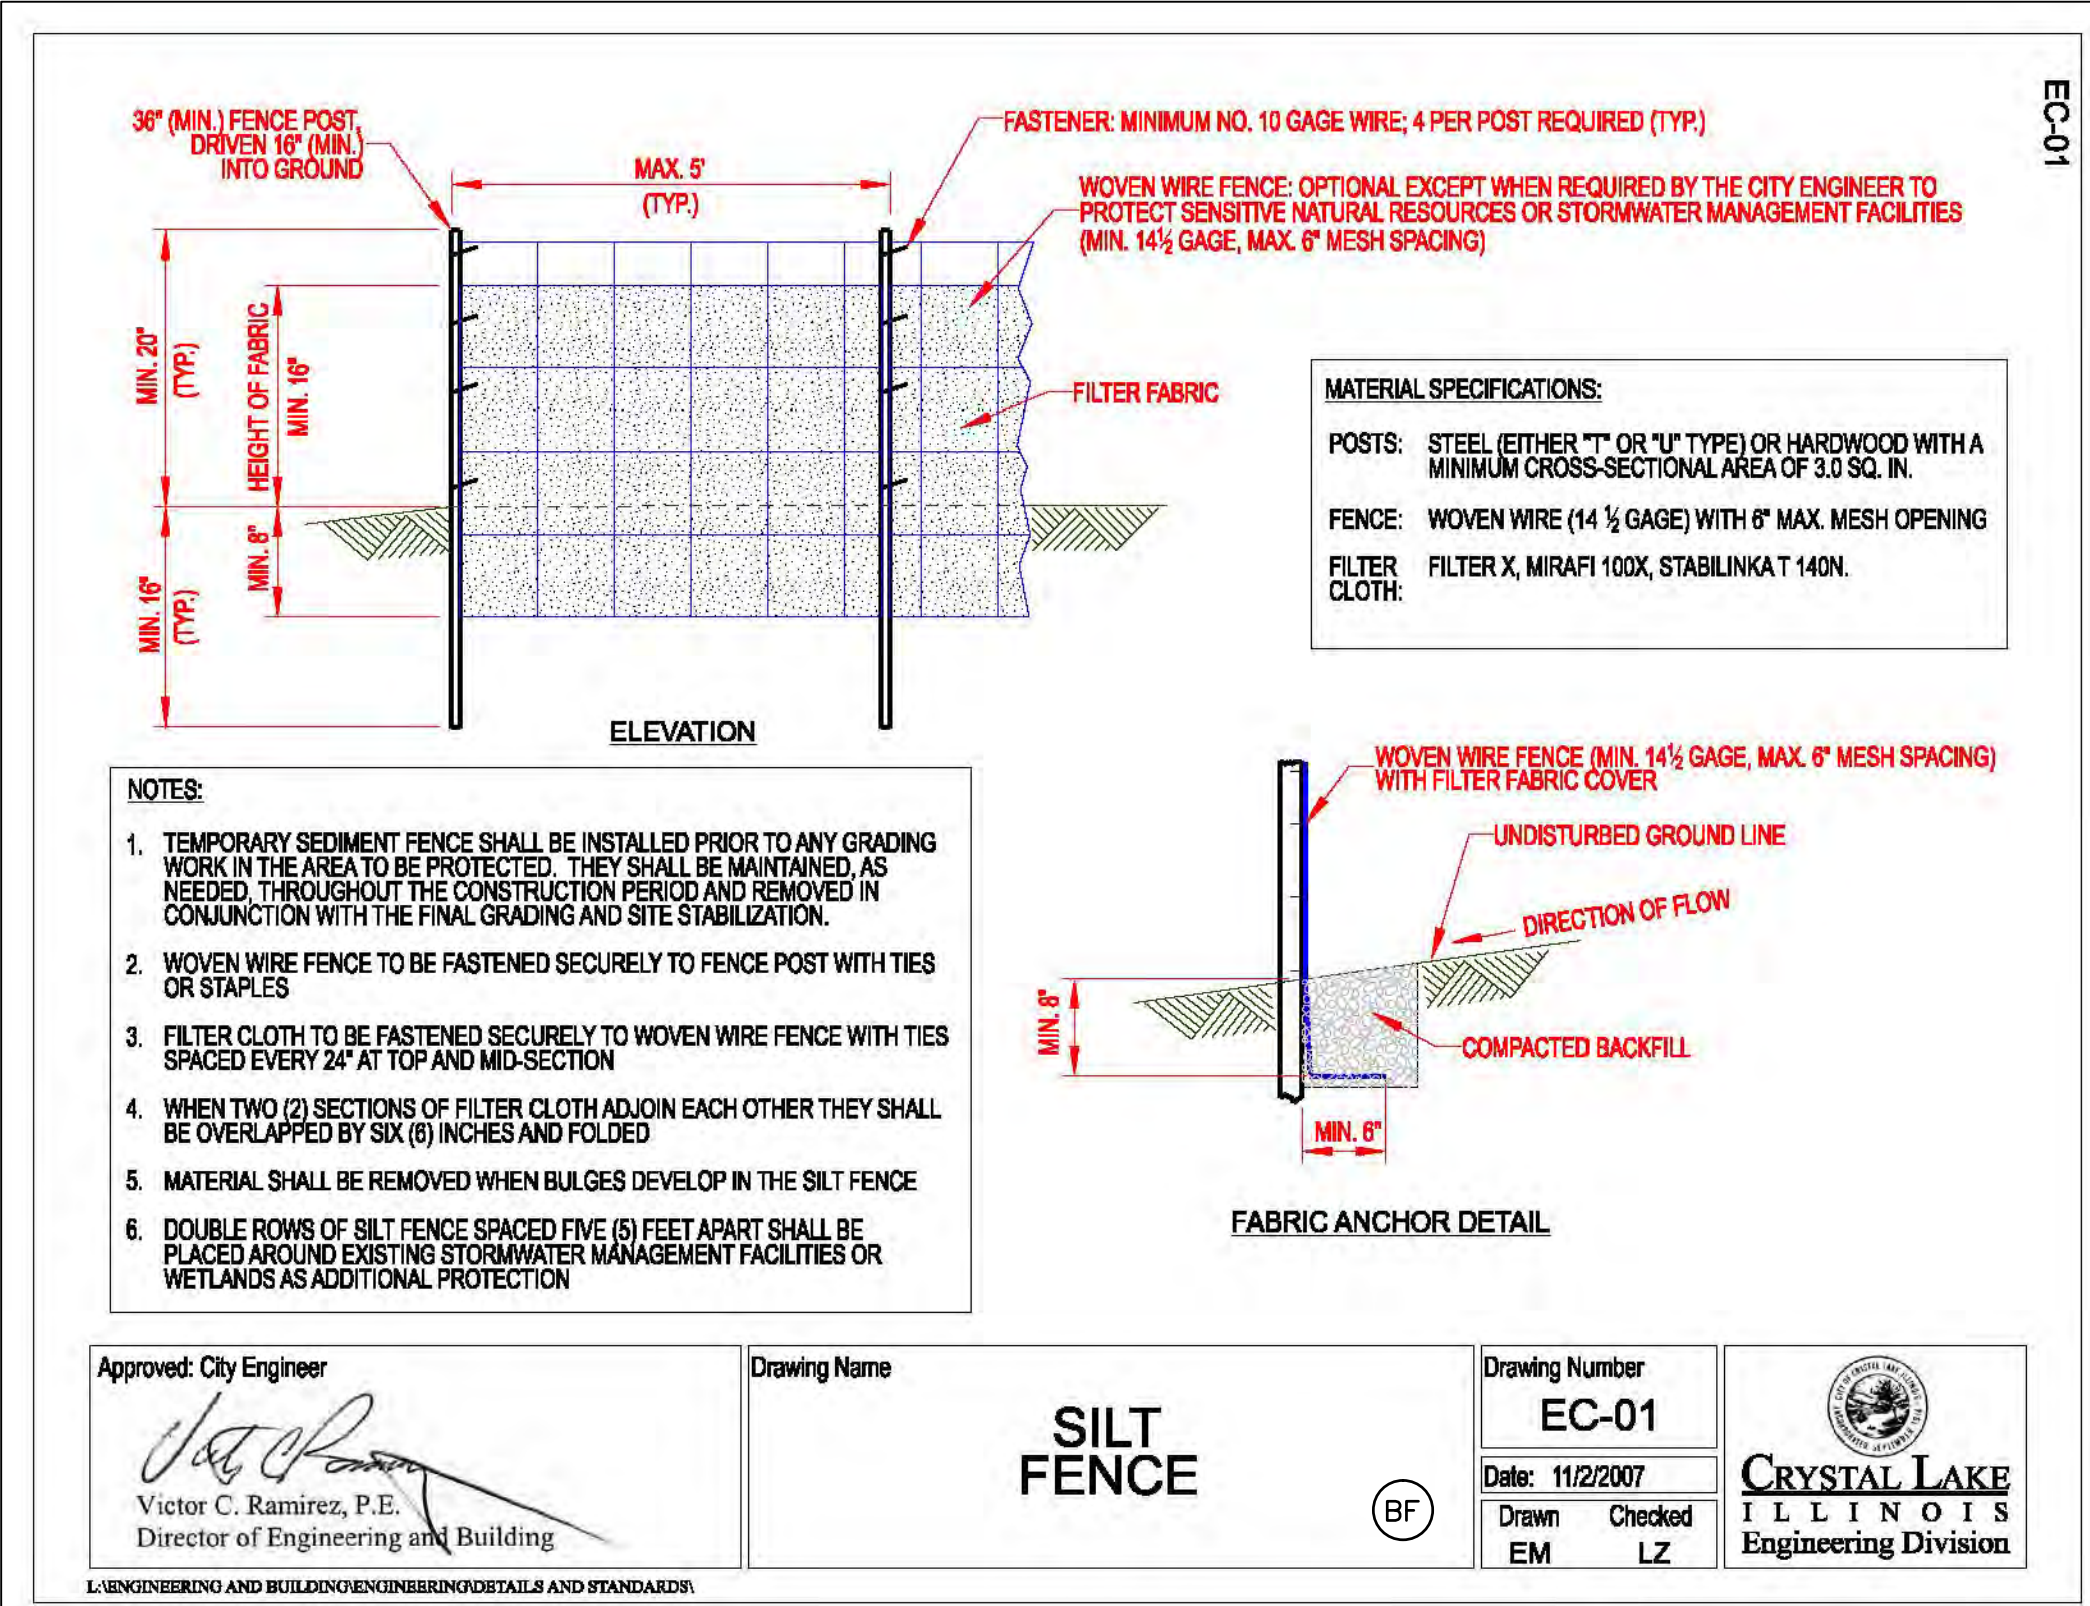 EC-01
36" (MIN.) FENCE POST,
DRIVEN 16" (MIN.)
INTO GROUND
MAX. 5'
(TYP.)
FASTENER: MINIMUM NO. 10 GAGE WIRE; 4 PER POST REQUIRED (TYP.)
WOVEN WIRE FENCE: OPTIONAL EXCEPT WHEN REQUIRED BY THE CITY ENGINEER TO
PROTECT SENSITIVE NATURAL RESOURCES OR STORMWATER MANAGEMENT FACILITIES
(MIN. 14½ GAGE, MAX. 6" MESH SPACING)
MIN. 20"
(TYP.)
HEIGHT OF FABRIC
MIN. 16"
FILTER FABRIC
MIN. 8"
MIN. 16"
(TYP.)
ELEVATION
MATERIAL SPECIFICATIONS:
POSTS: STEEL (EITHER "T" OR "U" TYPE) OR HARDWOOD WITH A
MINIMUM CROSS-SECTIONAL AREA OF 3.0 SQ. IN.
FENCE: WOVEN WIRE (14 ½ GAGE) WITH 6" MAX. MESH OPENING
FILTER FILTER X, MIRAFI 100X, STABILINKA T 140N.
CLOTH:
NOTES:
1. TEMPORARY SEDIMENT FENCE SHALL BE INSTALLED PRIOR TO ANY GRADING
WORK IN THE AREA TO BE PROTECTED. THEY SHALL BE MAINTAINED, AS
NEEDED, THROUGHOUT THE CONSTRUCTION PERIOD AND REMOVED IN
CONJUNCTION WITH THE FINAL GRADING AND SITE STABILIZATION.
2. WOVEN WIRE FENCE TO BE FASTENED SECURELY TO FENCE POST WITH TIES
OR STAPLES
3. FILTER CLOTH TO BE FASTENED SECURELY TO WOVEN WIRE FENCE WITH TIES
SPACED EVERY 24" AT TOP AND MID-SECTION
4. WHEN TWO (2) SECTIONS OF FILTER CLOTH ADJOIN EACH OTHER THEY SHALL
BE OVERLAPPED BY SIX (6) INCHES AND FOLDED
5. MATERIAL SHALL BE REMOVED WHEN BULGES DEVELOP IN THE SILT FENCE
6. DOUBLE ROWS OF SILT FENCE SPACED FIVE (5) FEET APART SHALL BE
PLACED AROUND EXISTING STORMWATER MANAGEMENT FACILITIES OR
WETLANDS AS ADDITIONAL PROTECTION
WOVEN WIRE FENCE (MIN. 14½ GAGE, MAX. 6" MESH SPACING)
WITH FILTER FABRIC COVER
UNDISTURBED GROUND LINE
DIRECTION OF FLOW
MIN. 8"
COMPACTED BACKFILL
MIN. 6"
FABRIC ANCHOR DETAIL
Approved: City Engineer
Victor C. Ramirez, P.E.
Director of Engineering and Building
Drawing Name
SILT
FENCE
BF
Drawing Number
EC-01
Date: 11/2/2007
Drawn Checked
EM LZ
CRYSTAL LAKE
ILLINOIS
Engineering Division
L:\ENGINEERING AND BUILDING\ENGINEERING\DETAILS AND STANDARDS\